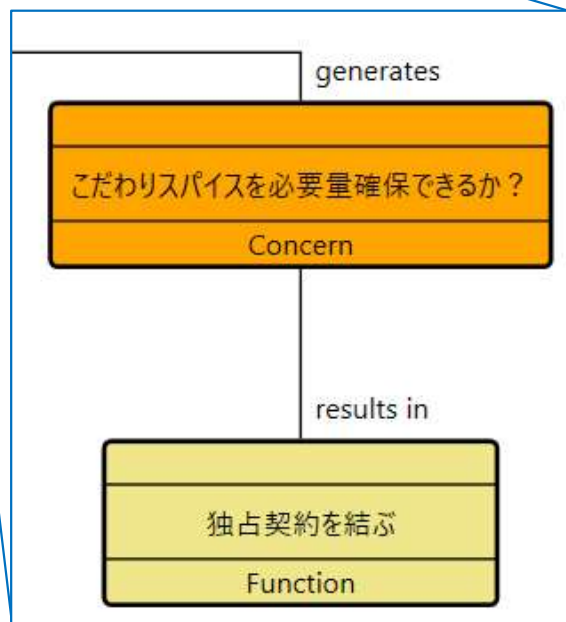 generates
こだわりスパイスを必要量確保できるか？
Concern
results in
独占契約を結ぶ
Function